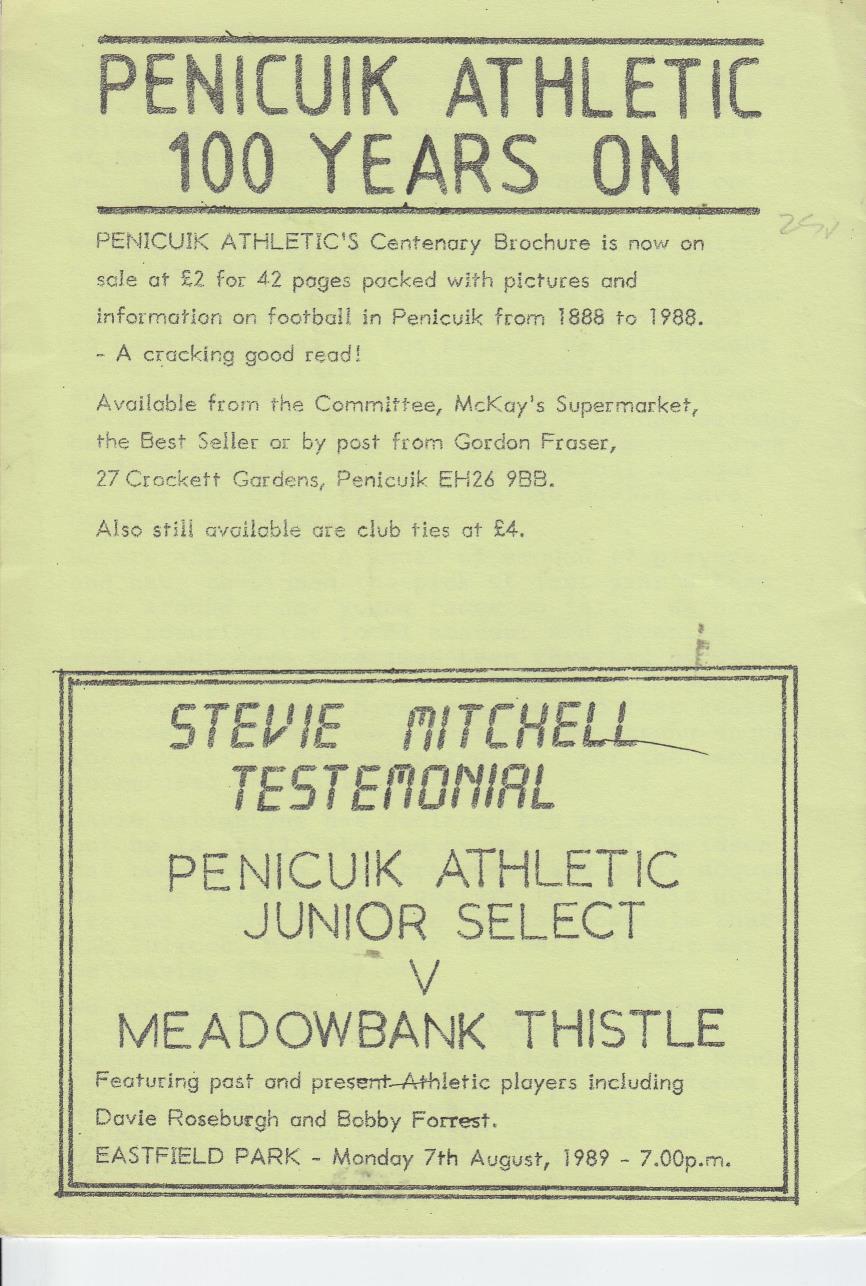 PENICUIK ATHLETIC
100 YEARS ON
PENICUIK ATHLETIC'S Centenary Brochure is now on
sale at £2 for 42 pages packed with pictures and
information on football in Penicuik from 1888 to 1988.
- A cracking good read!
Available from the Committee, McKay's Supermarket,
the Best Seller or by post from Gordon Fraser,
27 Crockett Gardens, Penicuik EH26 9BB.
Also still available are club ties at £4.
STEVIE MITCHELL
TESTEMONIAL
PENICUIK ATHLETIC
JUNIOR SELECT
V
MEADOWBANK THISTLE
Featuring past and present Athletic players including
Davie Roseburgh and Bobby Forrest.
EASTFIELD PARK - Monday 7th August, 1989 - 7.00p.m.